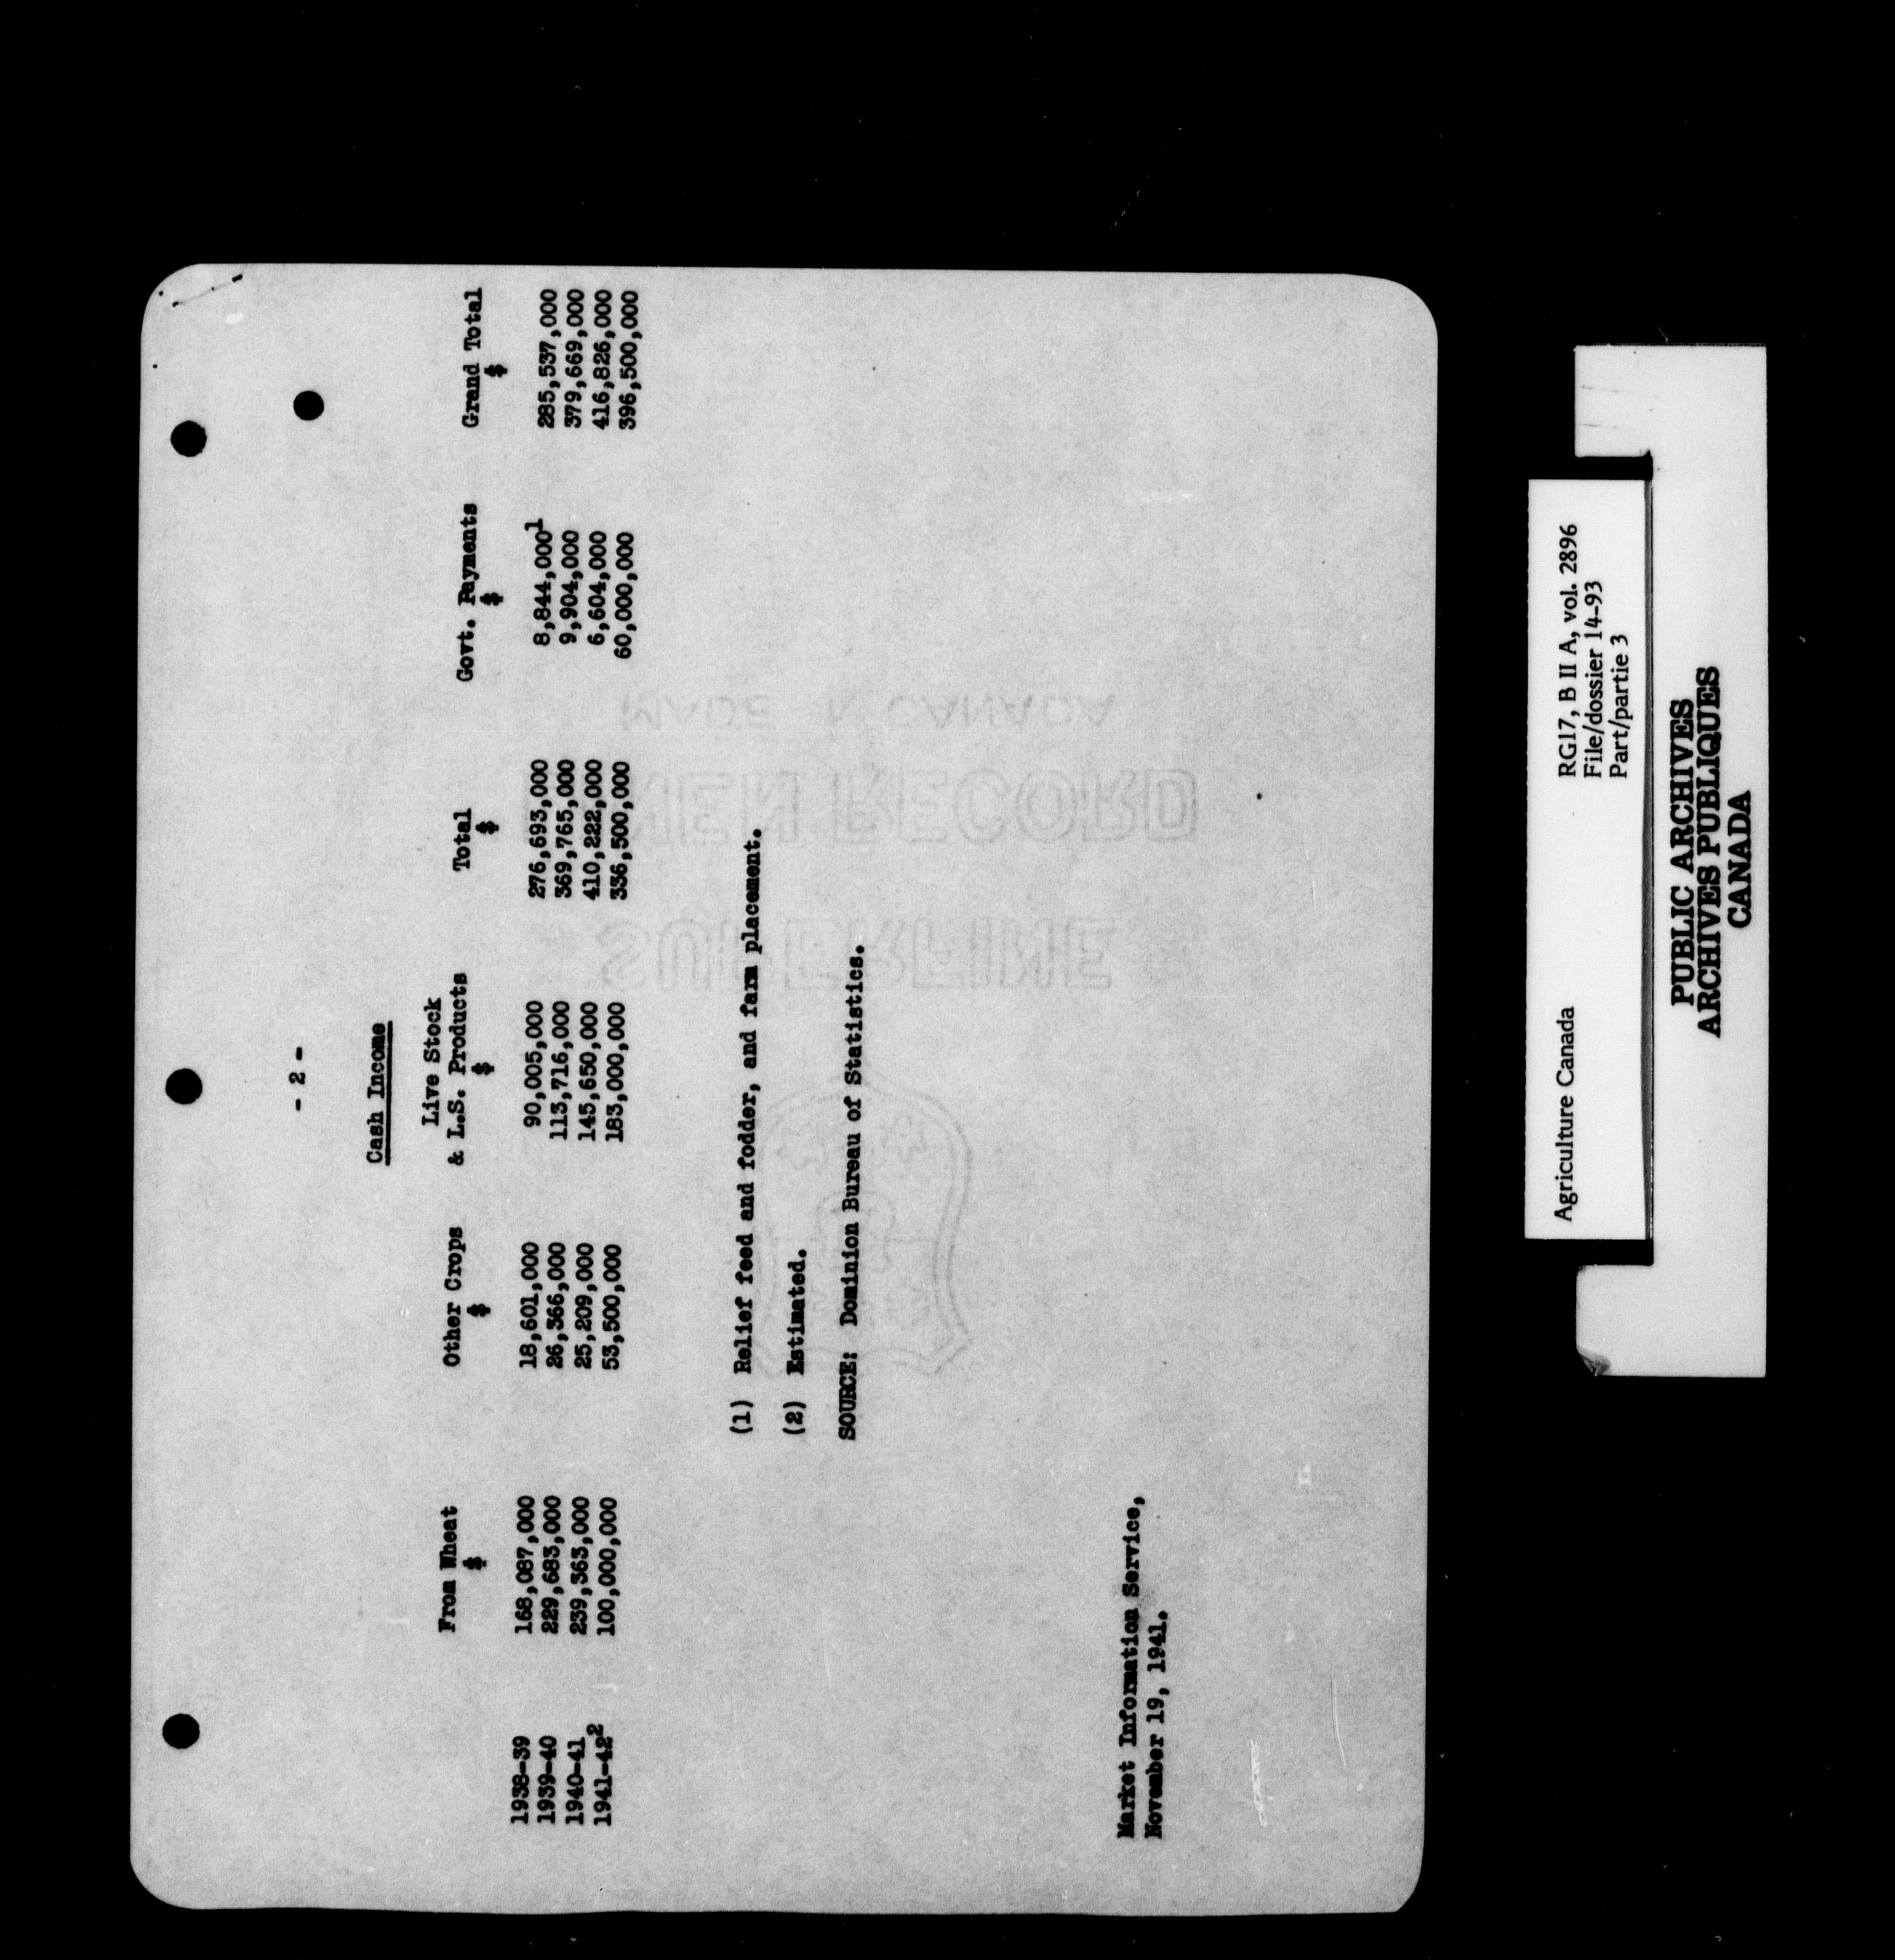 - 2 -
Cash Income
Live Stock
From Wheat Other Crops & L.S. Products Total Govt. Payments Grand Total
$ $ $ $ $ $
1938-39 168,087,000 18,601,000 90,005,000 276,693,000 8,844,000¹ 285,537,000
1939-40 229,683,000 26,366,000 113,716,000 369,765,000 9,904,000 379,669,000
1940-41 239,363,000 25,209,000 145,650,000 410,222,000 6,604,000 416,826,000
1941-42² 100,000,000 53,500,000 183,000,000 336,500,000 60,000,000 396,500,000
(1) Relief feed and fodder, and farm placement.
(2) Estimated.
SOURCE: Dominion Bureau of Statistics.
Market Information Service,
November 19, 1941.
SUPERFINE
RECORD
MADE IN CANADA
Agriculture Canada RG17, B II A, vol. 2896
File/dossier 14-93
Part/partie 3
PUBLIC ARCHIVES
ARCHIVES PUBLIQUES
CANADA